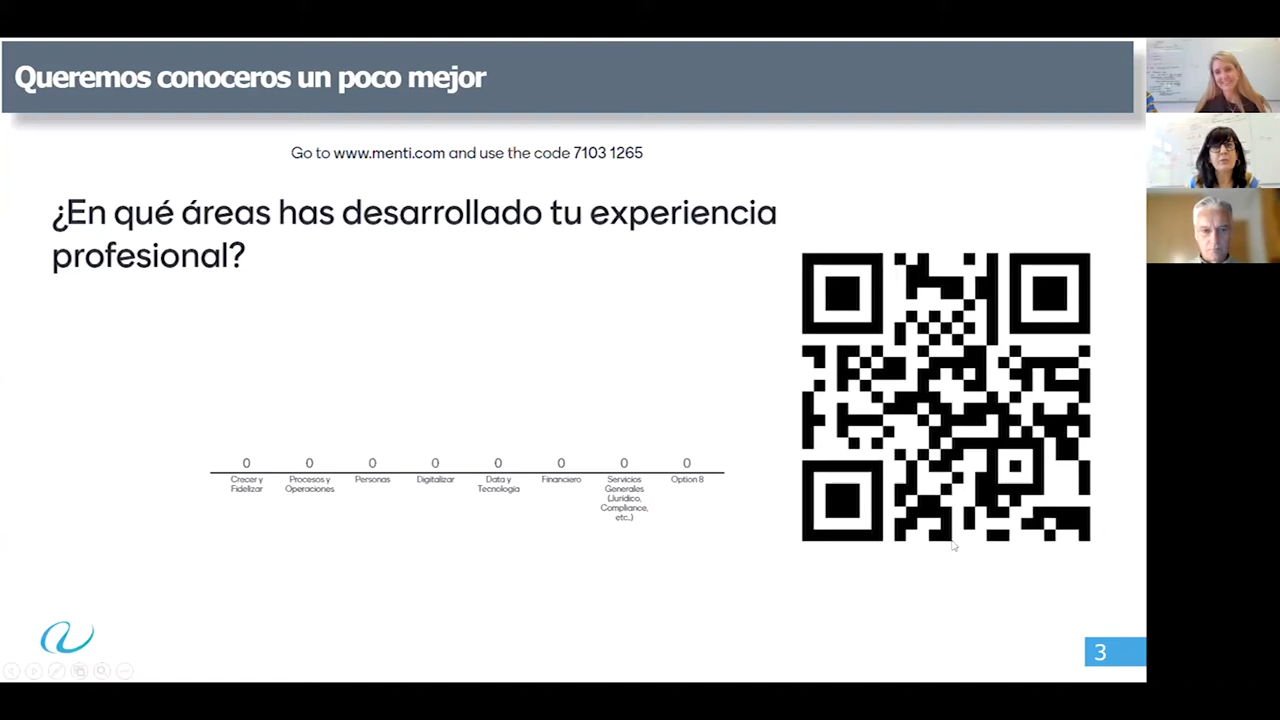 Queremos conoceros un poco mejor
Go to www.menti.com and use the code 7103 1265
¿En qué áreas has desarrollado tu experiencia
profesional?
0 0 0 0 0 0 0 0
Crecer y
Fidelizar
Procesos y
Operaciones
Personas
Digitalizar
Data y
Tecnología
Financiero
Servicios
Generales
(Jurídico,
Compliance,
etc..)
Option 8
3